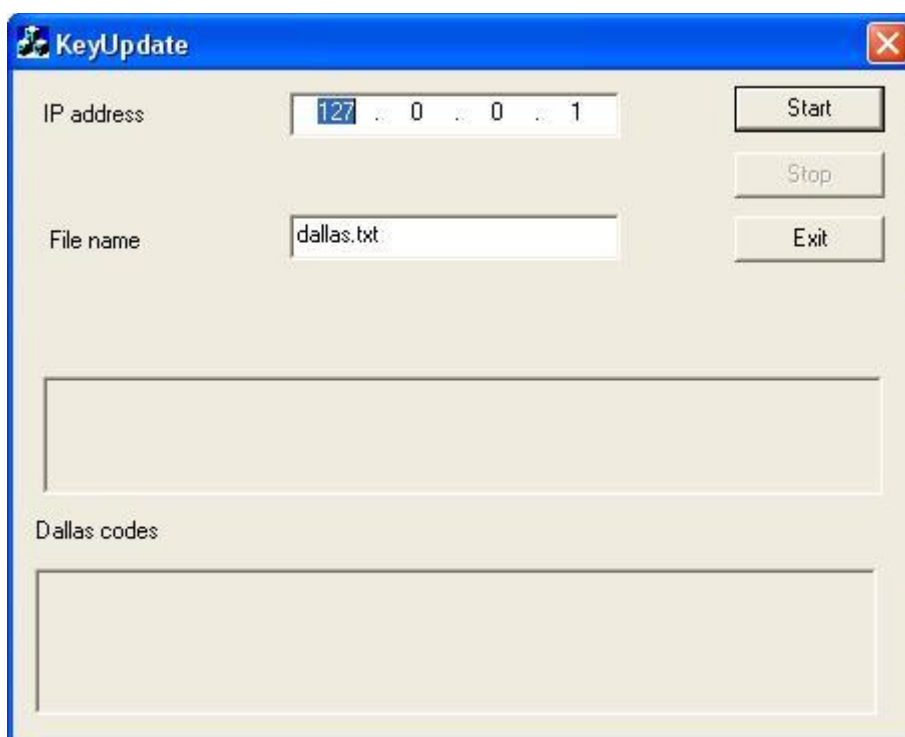 KeyUpdate
IP address 127 . 0 . 0 . 1 Start
Stop
File name dallas.txt Exit
Dallas codes